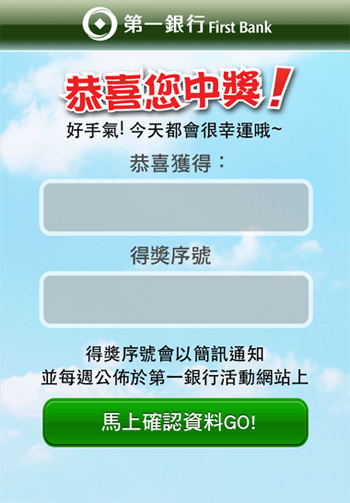 第一銀行 First Bank
恭喜您中獎！
好手氣! 今天都會很幸運哦~
恭喜獲得：
得獎序號
得獎序號會以簡訊通知
並每週公佈於第一銀行活動網站上
馬上確認資料GO!